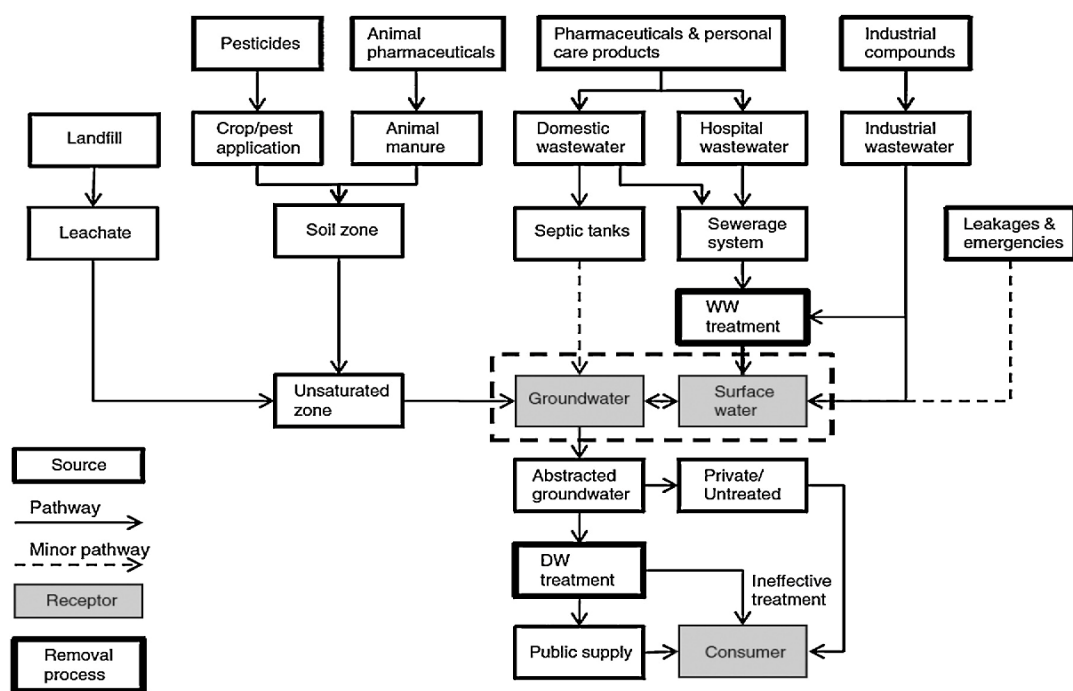 Pesticides
Animal
pharmaceuticals
Pharmaceuticals & personal
care products
Industrial
compounds
Landfill
Crop/pest
application
Animal
manure
Domestic
wastewater
Hospital
wastewater
Industrial
wastewater
Leachate
Soil zone
Septic tanks
Sewerage
system
Leakages &
emergencies
WW
treatment
Unsaturated
zone
Groundwater
Surface
water
Source
Pathway
Minor pathway
Receptor
Removal
process
Abstracted
groundwater
Private/
Untreated
DW
treatment
Ineffective
treatment
Public supply
Consumer